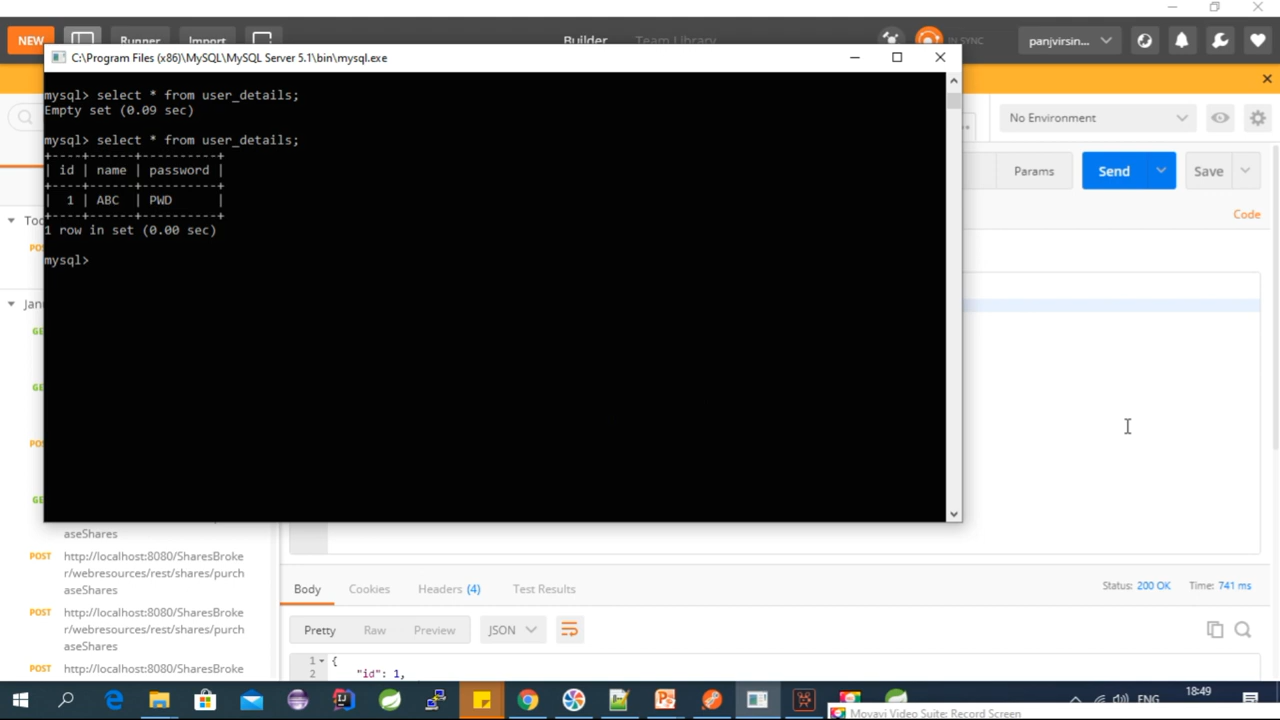 NEW
Runner
Import
Builder
Team Library
IN SYNC
panjvirsin...
C:\Program Files (x86)\MySQL\MySQL Server 5.1\bin\mysql.exe
mysql> select * from user_details;
Empty set (0.09 sec)
mysql> select * from user_details;
+----+------+----------+
| id | name | password |
+----+------+----------+
| 1 | ABC | PWD |
+----+------+----------+
1 row in set (0.00 sec)
mysql>
No Environment
Params
Send
Save
Code
aseShares
POST http://localhost:8080/SharesBroke
r/webresources/rest/shares/purch
aseShares
POST http://localhost:8080/SharesBroke
r/webresources/rest/shares/purch
aseShares
POST http://localhost:8080/SharesBroke
Body Cookies Headers (4) Test Results
Status: 200 OK Time: 741 ms
Pretty Raw Preview JSON
1 {
2 "id": 1,
ENG
18:49
Movavi Video Suite: Record Screen